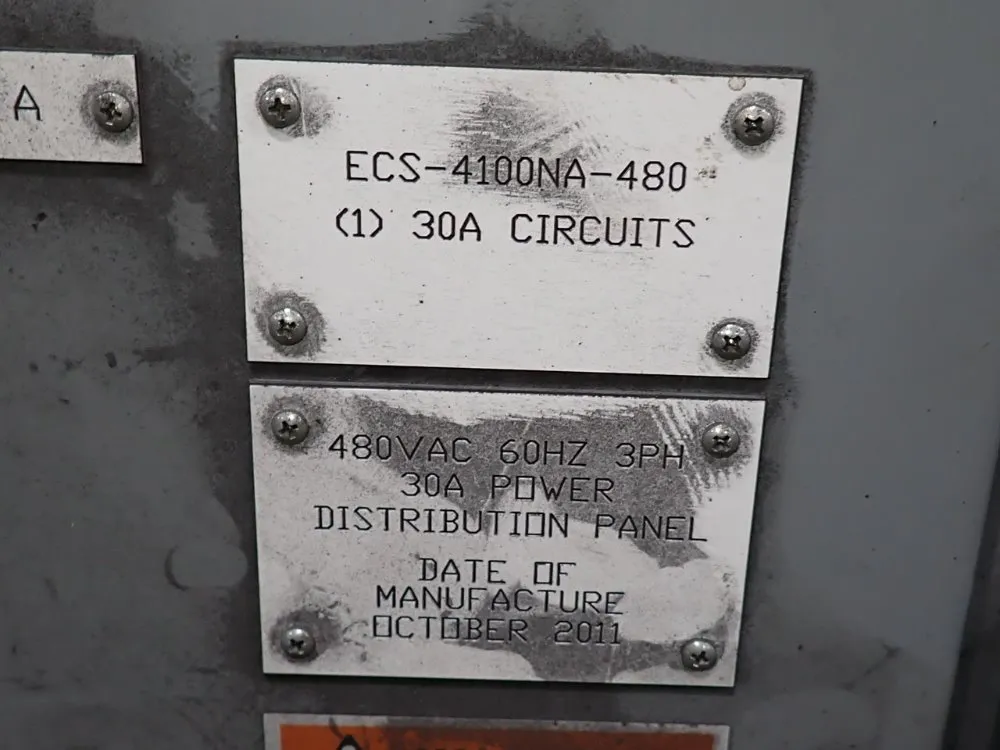 A
ECS-4100NA-480
(1) 30A CIRCUITS
480VAC 60HZ 3PH
30A POWER
DISTRIBUTION PANEL
DATE OF
MANUFACTURE
OCTOBER 2011